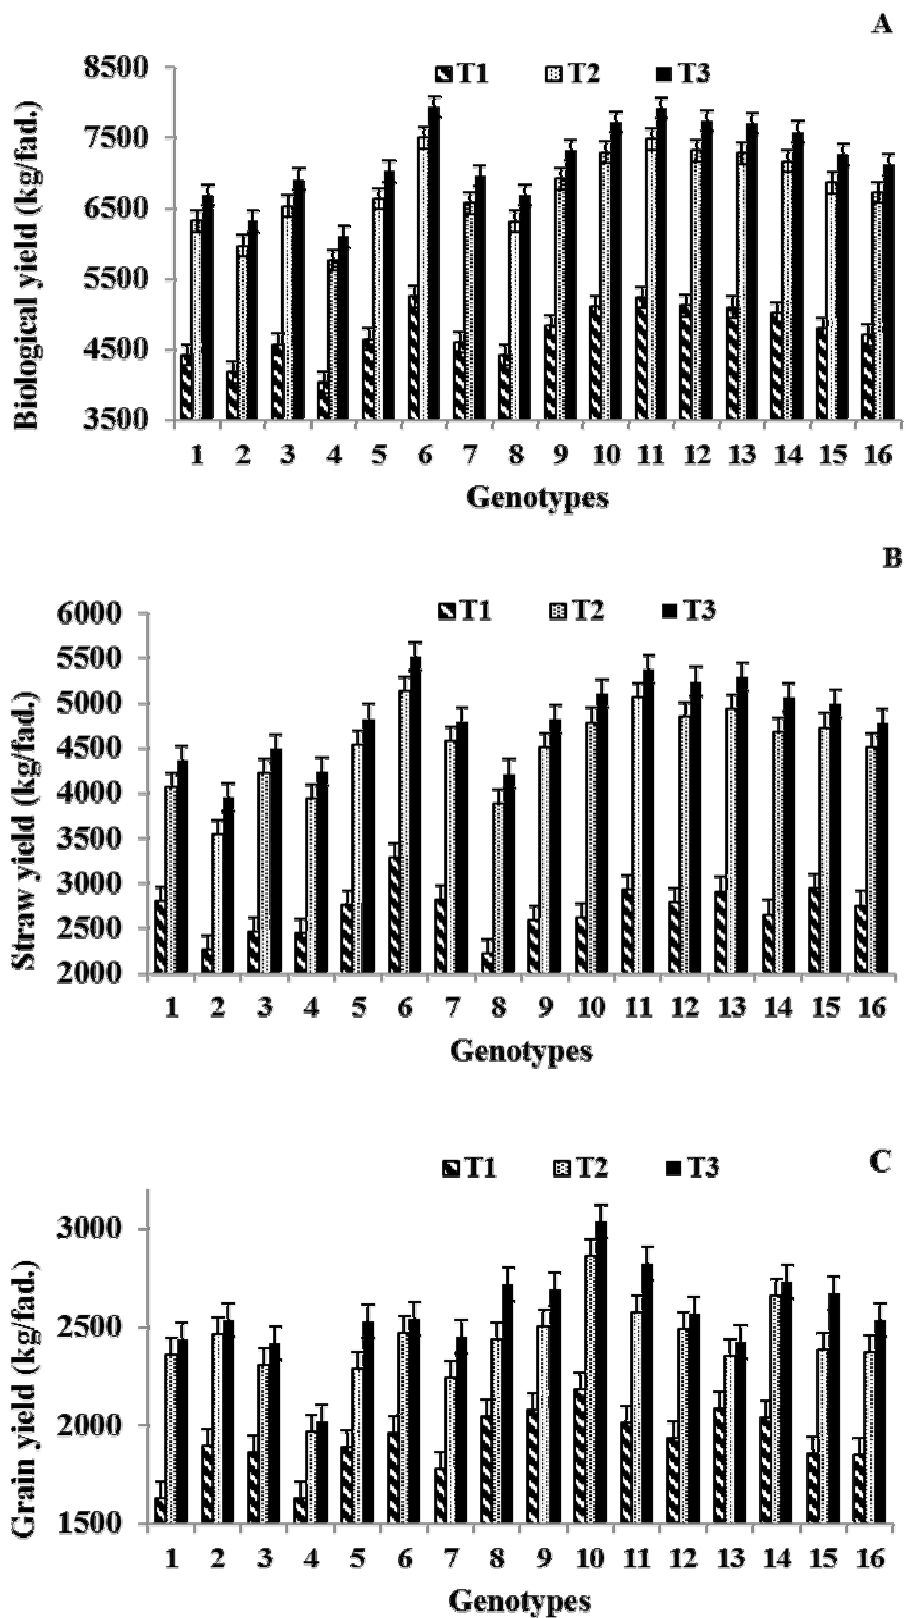 A
T1 T2 T3
8500
7500
6500
5500
4500
3500
Biological yield (kg/fad.)
1 2 3 4 5 6 7 8 9 10 11 12 13 14 15 16
Genotypes
B
T1 T2 T3
6000
5500
5000
4500
4000
3500
3000
2500
2000
Straw yield (kg/fad.)
1 2 3 4 5 6 7 8 9 10 11 12 13 14 15 16
Genotypes
C
T1 T2 T3
3000
2500
2000
1500
Grain yield (kg/fad.)
1 2 3 4 5 6 7 8 9 10 11 12 13 14 15 16
Genotypes